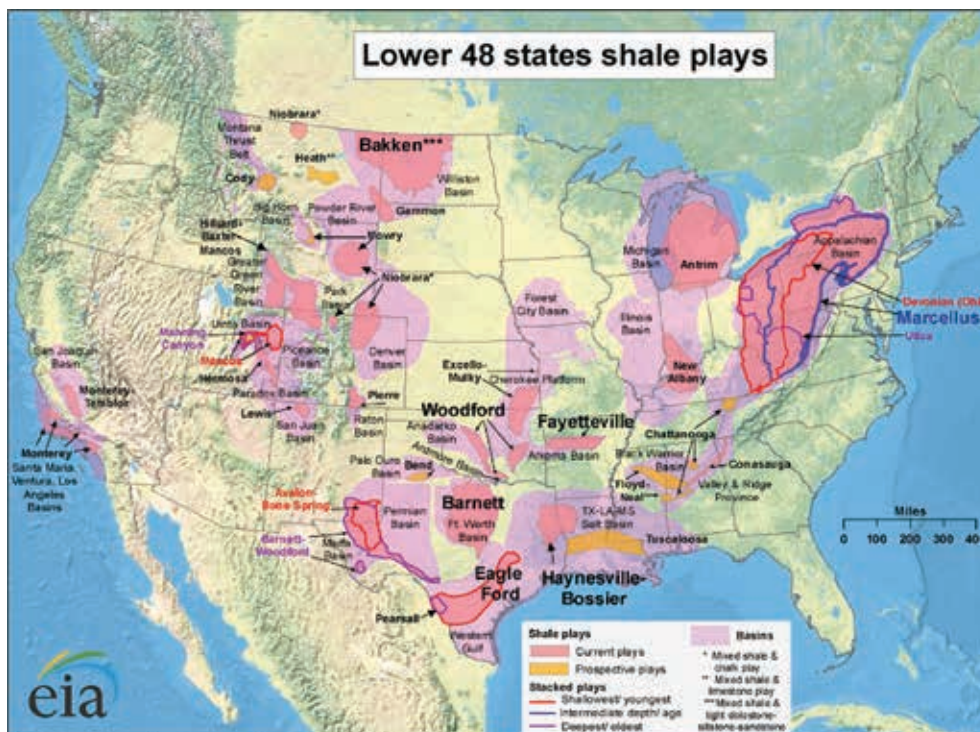 Lower 48 states shale plays
Niobrara*
Montana
Thrust
Belt
Bakken***
Heath**
Cody
Williston
Basin
Big Horn
Basin
Powder River
Basin
Gammon
Hilliard-
Baxter-
Mancos
Mowry
Greater
Green
River
Basin
Niobrara*
Park
Basin
Michigan
Basin
Antrim
Appalachian
Basin
Devonian (Oh
Marcellus
Utica
Forest
City Basin
Illinois
Basin
Uinta Basin
Manning
Canyon
Mancos
Piceance
Basin
Denver
Basin
San Joaquin
Basin
Hermosa
Paradox Basin
Excello-
Mulky
Cherokee Platform
New
Albany
Monterey-
Temblor
Lewis
San Juan
Basin
Pierre
Raton
Basin
Woodford
Anadarko
Basin
Fayetteville
Chattanooga
Monterey
Santa Maria,
Ventura, Los
Angeles
Basins
Palo Duro
Basin
Bend
Ardmore Basin
Arkoma Basin
Black Warrior
Basin
Conasauga
Floyd-
Neal
Valley & Ridge
Province
Avalon-
Bone Spring
Permian
Basin
Barnett
Ft. Worth
Basin
TX-LA-MS
Salt Basin
Tuscaloosa
Barnett-
Woodford
Marfa
Basin
Eagle
Ford
Haynesville-
Bossier
Pearsall
Western
Gulf
Miles
0 100 200 300 400
Shale plays
Current plays
Prospective plays
Stacked plays
Shallowest/ youngest
Intermediate depth/ age
Deepest/ oldest
Basins
* Mixed shale &
chalk play
** Mixed shale &
limestone play
***Mixed shale &
tight dolostone-
siltstone-sandstone
eia